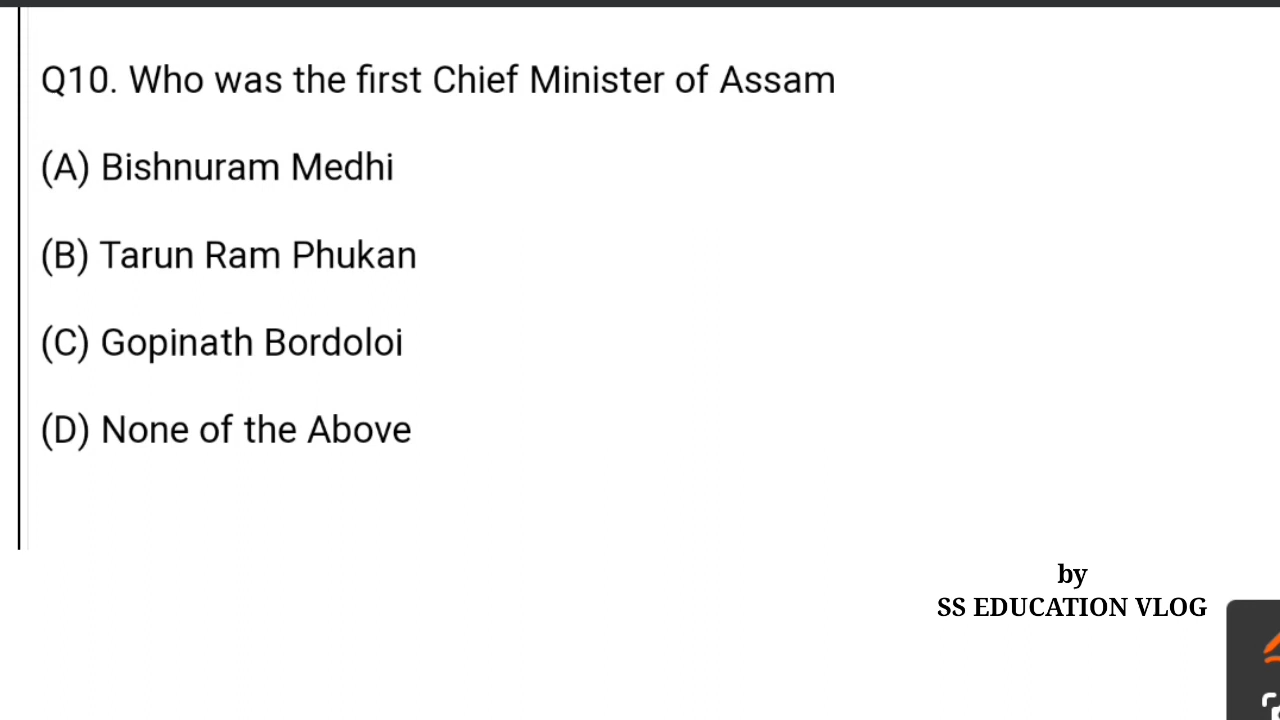 Q10. Who was the first Chief Minister of Assam
(A) Bishnuram Medhi
(B) Tarun Ram Phukan
(C) Gopinath Bordoloi
(D) None of the Above
by
SS EDUCATION VLOG